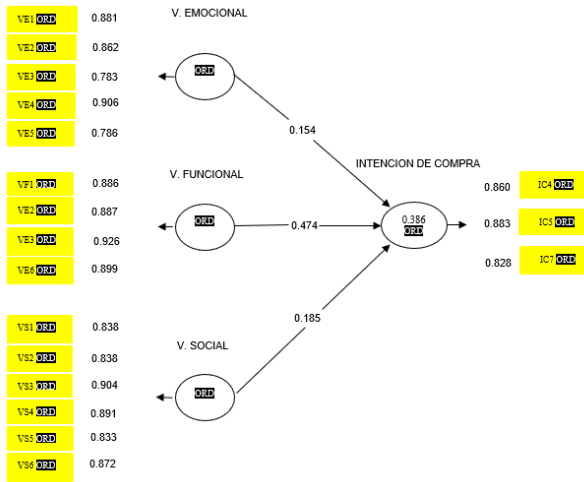 V. EMOCIONAL
VE1 ORD 0.881
VE2 ORD 0.862
VE3 ORD 0.783
VE4 ORD 0.906
VE5 ORD 0.786
ORD
0.154
V. FUNCIONAL
VF1 ORD 0.886
VE2 ORD 0.887
VE3 ORD 0.926
VE6 ORD 0.899
ORD
0.474
INTENCION DE COMPRA
0.386
ORD
0.860 IC4 ORD
0.883 IC5 ORD
0.828 IC7 ORD
0.185
V. SOCIAL
VS1 ORD 0.838
VS2 ORD 0.838
VS3 ORD 0.904
VS4 ORD 0.891
VS5 ORD 0.833
VS6 ORD 0.872
ORD